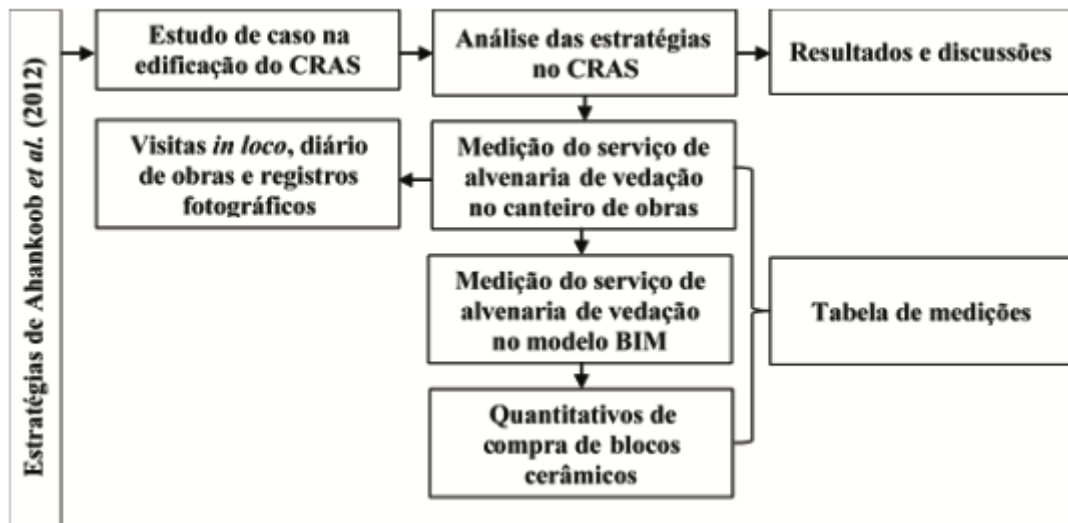 Estratégias de Ahankoob et al. (2012)
Estudo de caso na
edificação do CRAS
Análise das estratégias
no CRAS
Resultados e discussões
Visitas in loco, diário
de obras e registros
fotográficos
Medição do serviço de
alvenaria de vedação
no canteiro de obras
Medição do serviço de
alvenaria de vedação
no modelo BIM
Tabela de medições
Quantitativos de
compra de blocos
cerâmicos